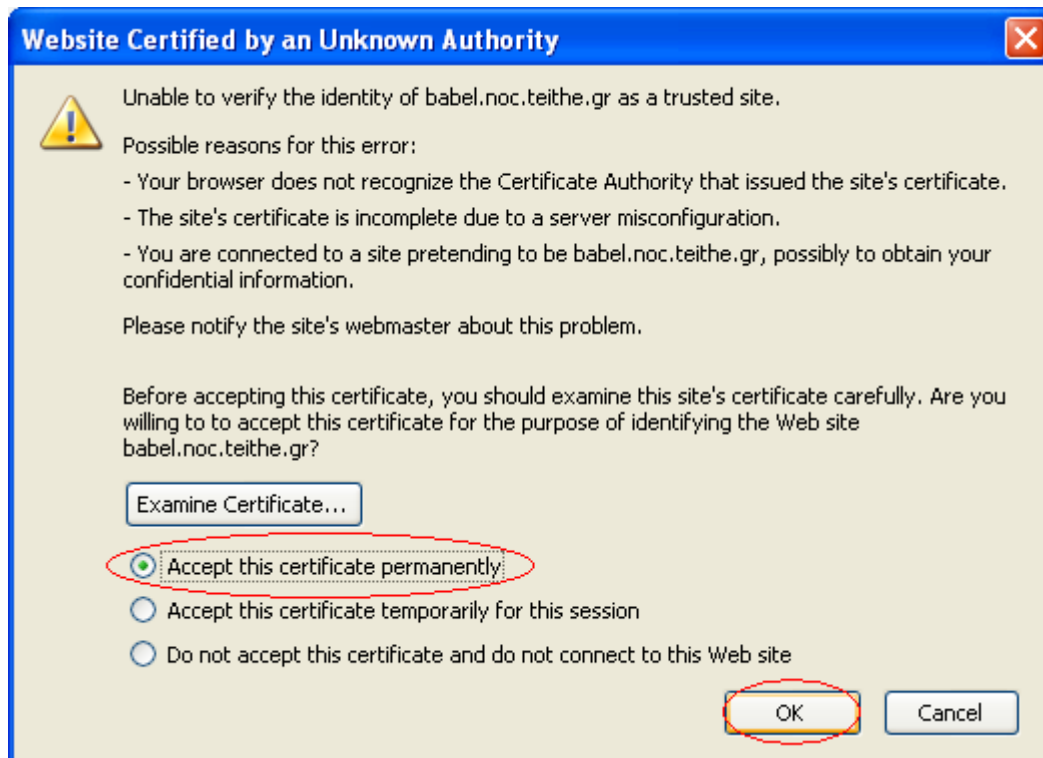 Website Certified by an Unknown Authority
Unable to verify the identity of babel.noc.teithe.gr as a trusted site.
Possible reasons for this error:
- Your browser does not recognize the Certificate Authority that issued the site's certificate.
- The site's certificate is incomplete due to a server misconfiguration.
- You are connected to a site pretending to be babel.noc.teithe.gr, possibly to obtain your
confidential information.
Please notify the site's webmaster about this problem.
Before accepting this certificate, you should examine this site's certificate carefully. Are you
willing to to accept this certificate for the purpose of identifying the Web site
babel.noc.teithe.gr?
Examine Certificate...
Accept this certificate permanently
Accept this certificate temporarily for this session
Do not accept this certificate and do not connect to this Web site
OK Cancel